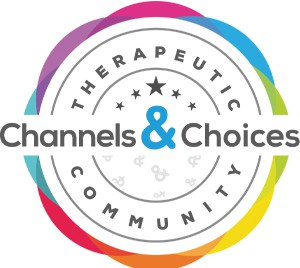 THERAPEUTIC
Channels & Choices
COMMUNITY